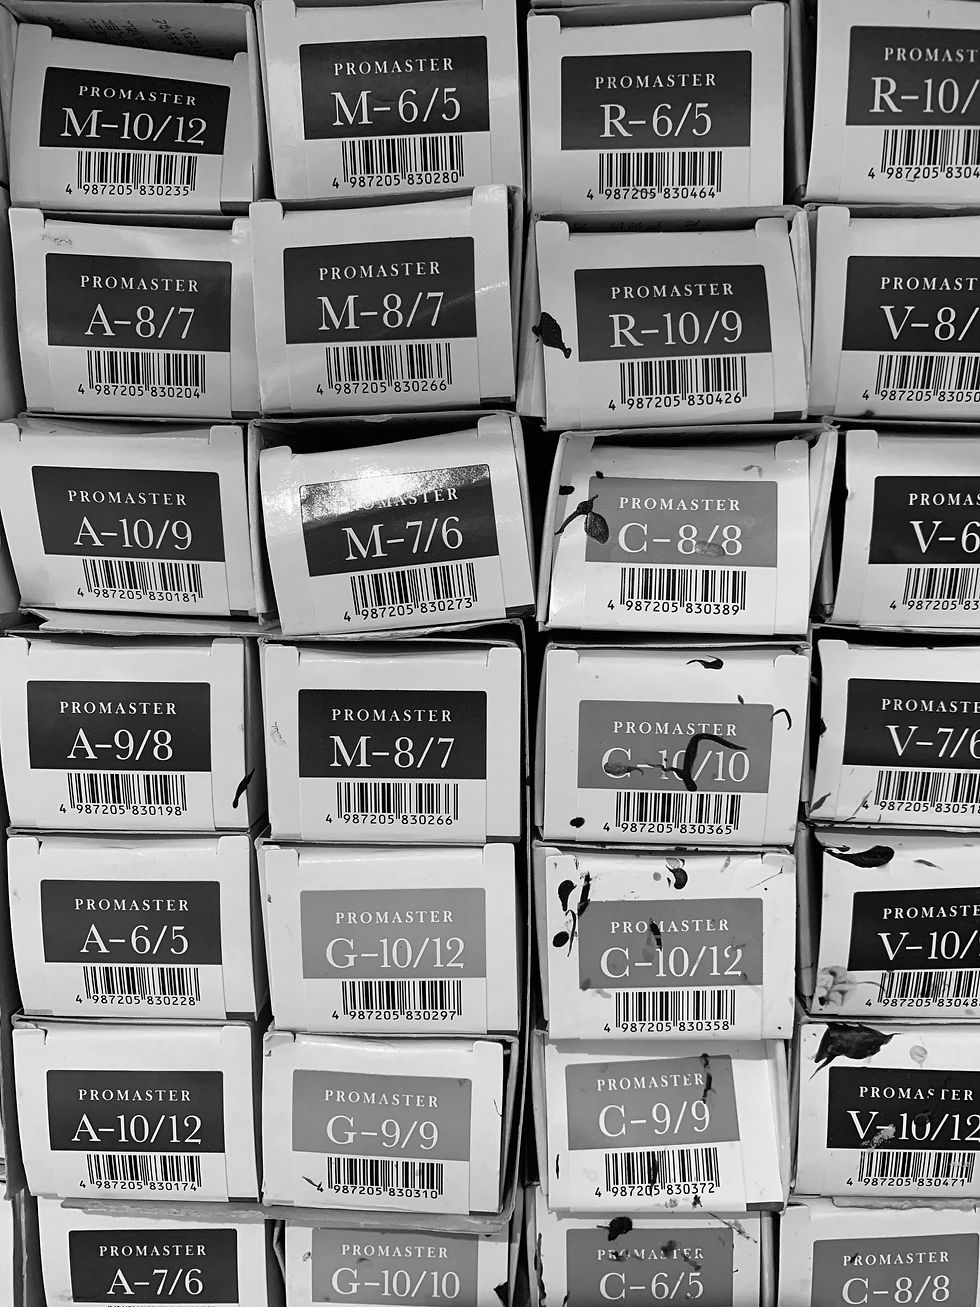 PROMASTER
M-10/12
4 987205 830235
PROMASTER
M-6/5
4 987205 830280
PROMASTER
R-6/5
4 987205 830464
R-10/
PROMASTER
A-8/7
4 987205 830204
PROMASTER
M-8/7
4 987205 830266
PROMASTER
R-10/9
4 987205 830426
V-8/
PROMASTER
A-10/9
4 987205 830181
PROMASTER
M-7/6
4 987205 830273
PROMASTER
C-8/8
4 987205 830389
V-6
PROMASTER
A-9/8
4 987205 830198
PROMASTER
M-8/7
4 987205 830266
PROMASTER
C-10/10
4 987205 830365
V-7/6
PROMASTER
A-6/5
4 987205 830228
PROMASTER
G-10/12
4 987205 830297
PROMASTER
C-10/12
4 987205 830358
V-10/
PROMASTER
A-10/12
4 987205 830174
PROMASTER
G-9/9
4 987205 830310
PROMASTER
C-9/9
4 987205 830372
PROMASTER
V-10/12
4 987205 830471
PROMASTER
A-7/6
PROMASTER
G-10/10
PROMASTER
C-6/5
PROMASTER
C-8/8